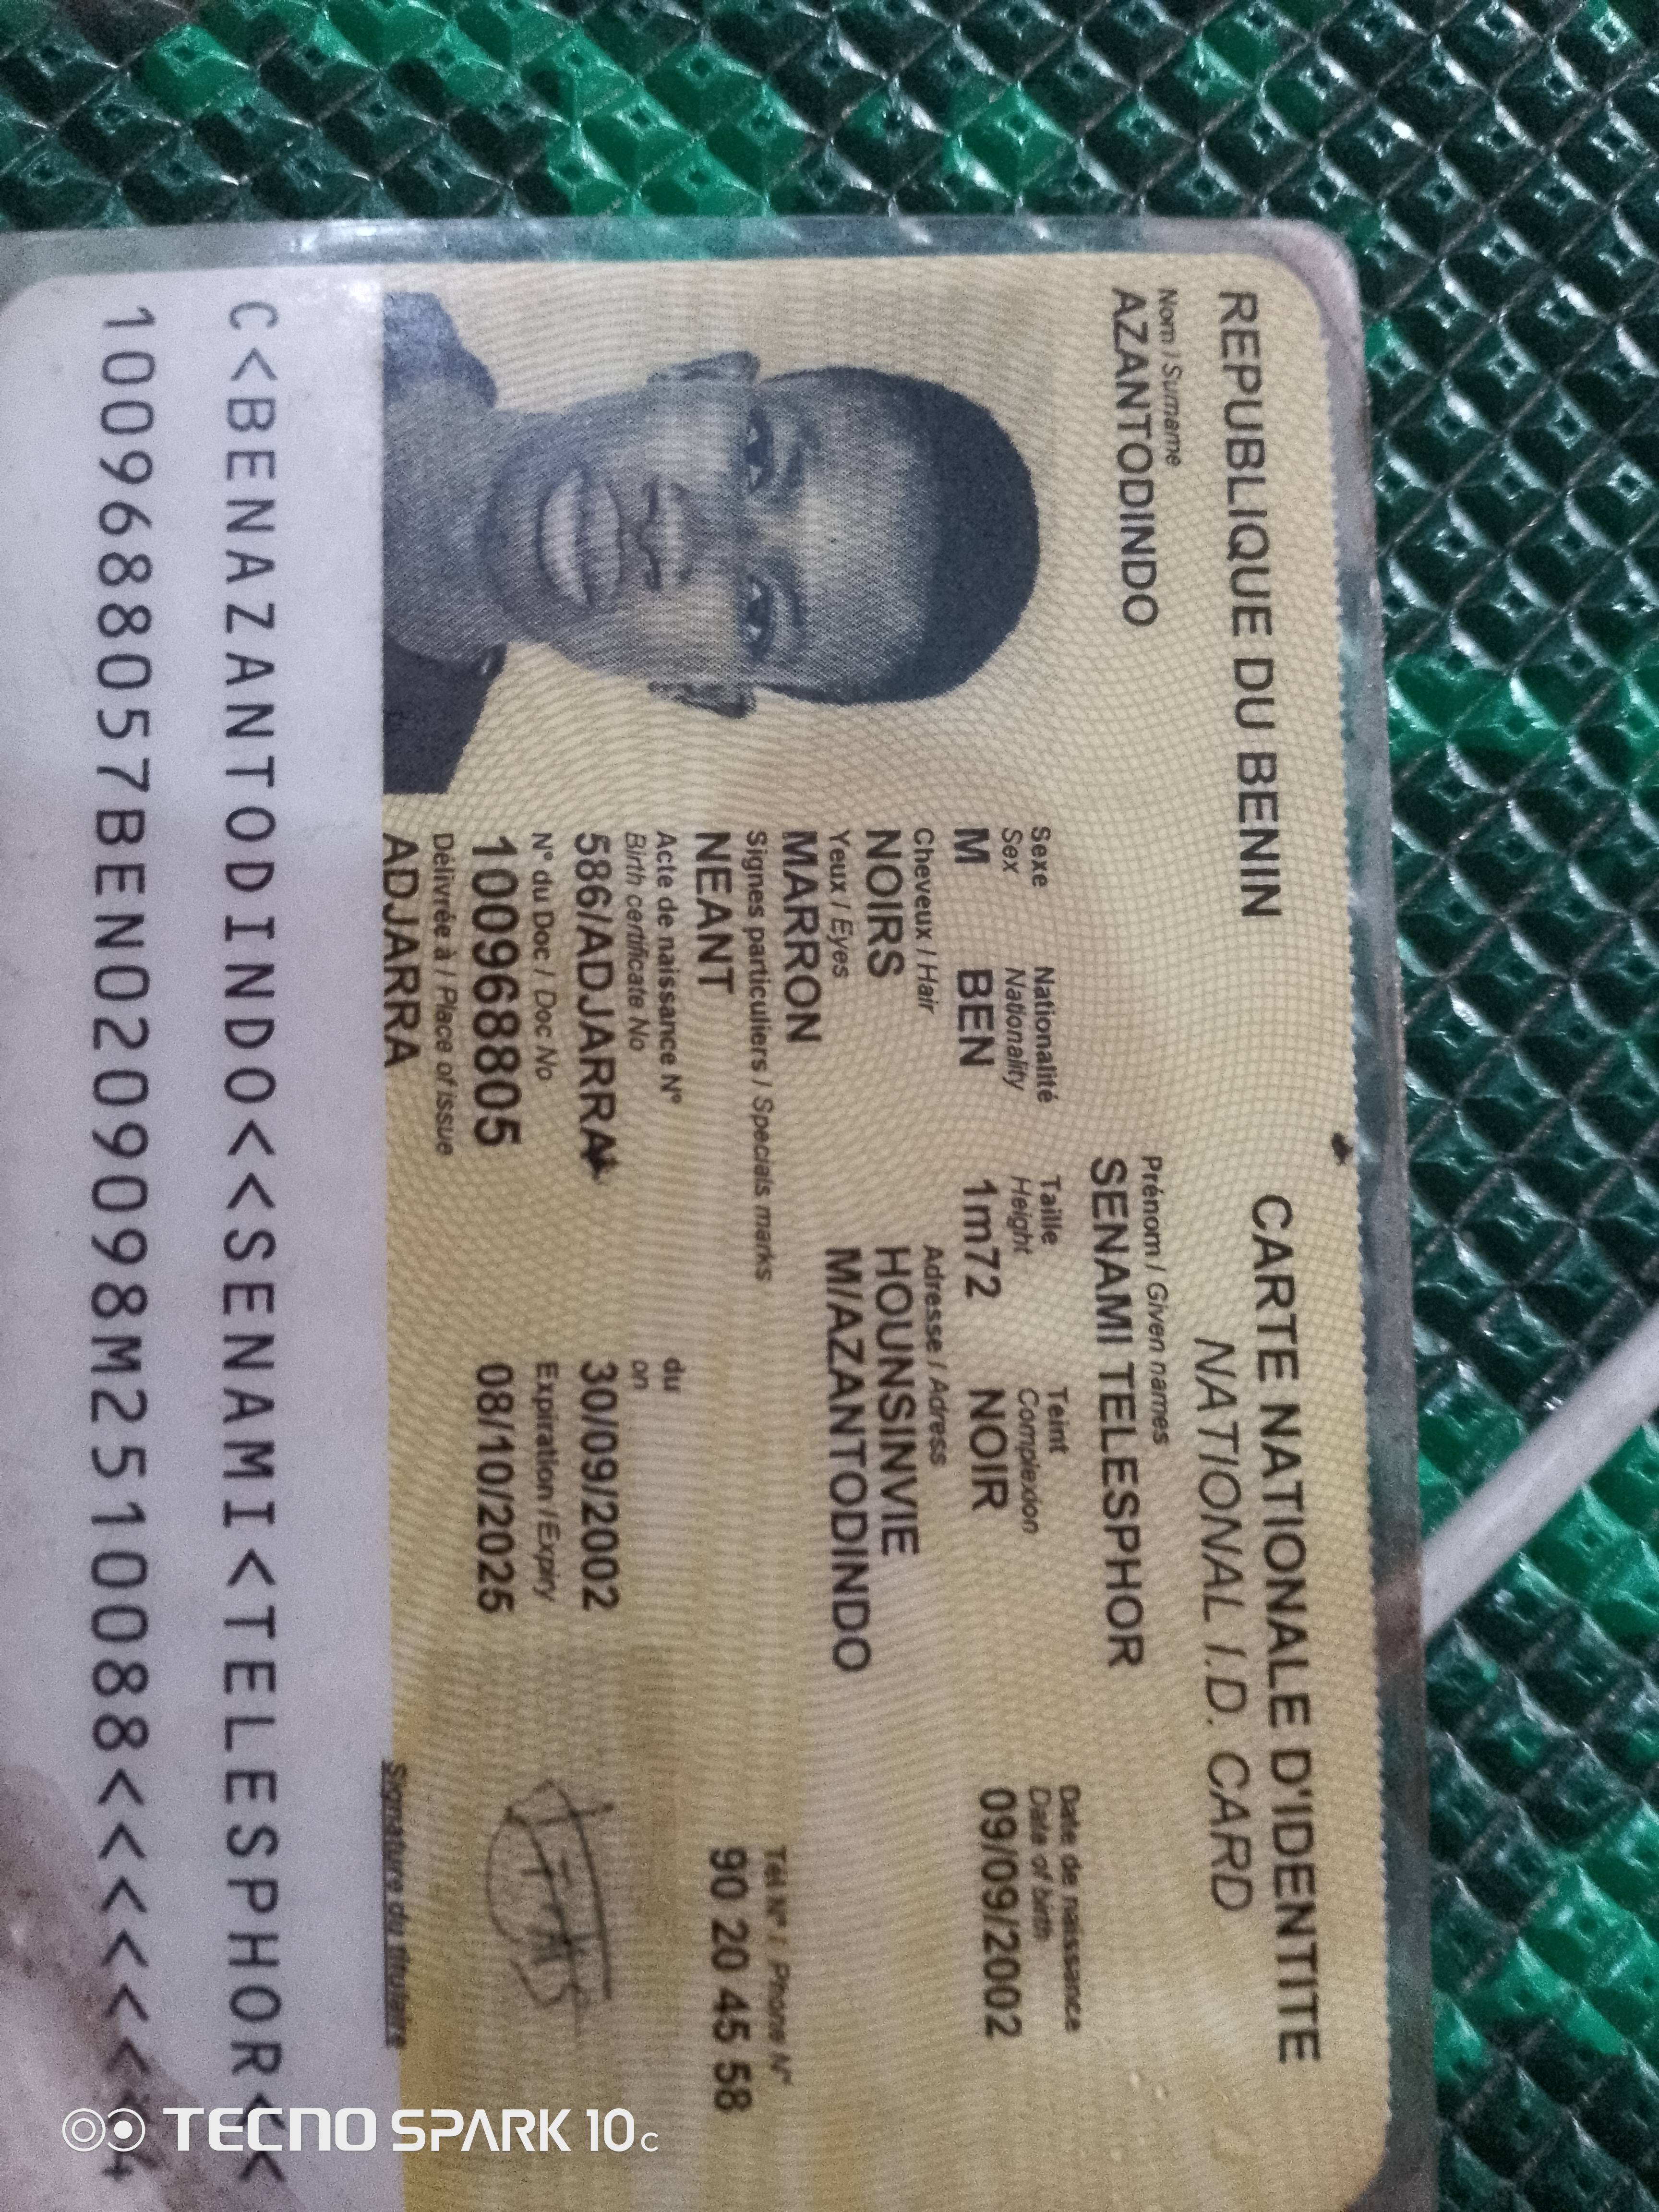 REPUBLIQUE DU BENIN
CARTE NATIONALE D'IDENTITE
NATIONAL I.D. CARD
Nom / Surname
AZANTODINDO
Prénom / Given names
SENAMI TELESPHOR
Sexe Nationalité Taille Teint Date de naissance
Sex Nationality Height Complexion Date of birth
M BEN 1m72 NOIR 09/09/2002
Cheveux / Hair
NOIRS
Adresse / Adress
HOUNSINVIE
M/AZANTODINDO
Yeux / Eyes
MARRON
Signes particuliers / Specials marks
NEANT
Tél N° / Phone N°
90 20 45 58
Acte de naissance N° du
Birth certificate No on
586/ADJARRA 30/09/2002
N° du Doc / Doc No Expiration / Expiry
100968805 08/10/2025
Délivrée à / Place of issue
ADJARRA
Signature du titulaire
C<BENAZANTODINDO<<SENAMI<TELESPHOR<<
1009688057BEN0209098M2510088<<<<<<<4
TECNO SPARK 10C